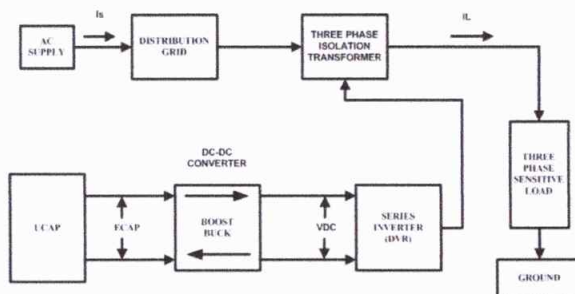 Is
IL
AC
SUPPLY
DISTRIBUTION
GRID
THREE PHASE
ISOLATION
TRANSFORMER
DC-DC
CONVERTER
THREE
PHASE
SENSITIVE
LOAD
UCAP
ECAP
BOOST
BUCK
VDC
SERIES
INVERTER
(DVR)
GROUND